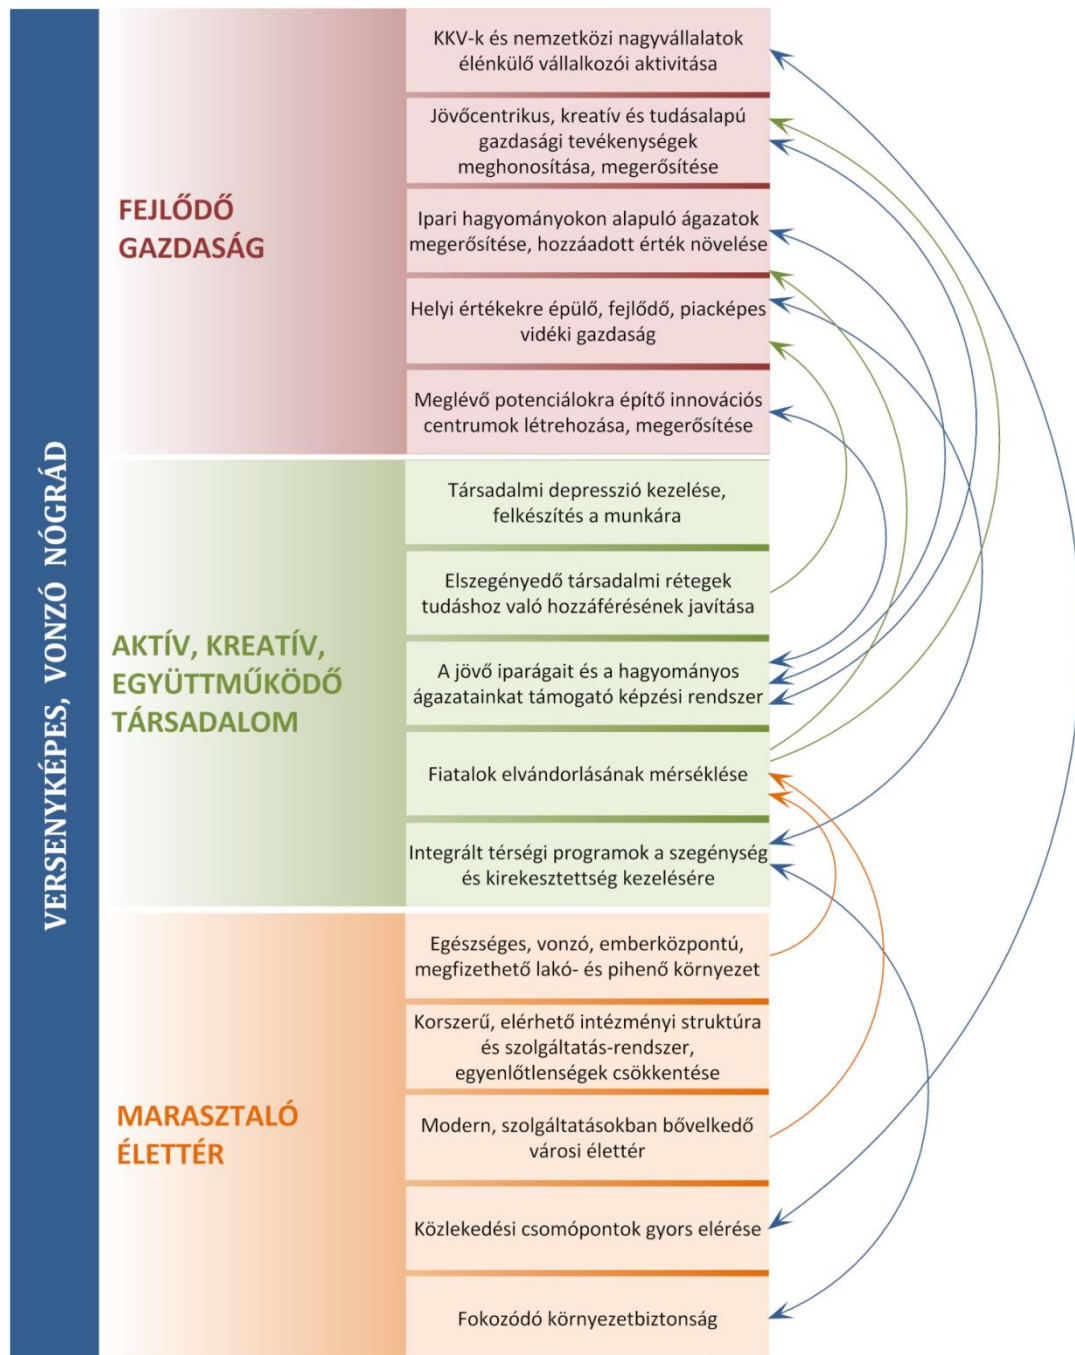 VERSENYKÉPES, VONZÓ NÓGRÁD
FEJLŐDŐ
GAZDASÁG
KKV-k és nemzetközi nagyvállalatok
élénkülő vállalkozói aktivitása
Jövőcentrikus, kreatív és tudásalapú
gazdasági tevékenységek
meghonosítása, megerősítése
Ipari hagyományokon alapuló ágazatok
megerősítése, hozzáadott érték növelése
Helyi értékekre épülő, fejlődő, piacképes
vidéki gazdaság
Meglévő potenciálokra építő innovációs
centrumok létrehozása, megerősítése
AKTÍV, KREATÍV,
EGYÜTTMŰKÖDŐ
TÁRSADALOM
Társadalmi depresszió kezelése,
felkészítés a munkára
Elszegényedő társadalmi rétegek
tudáshoz való hozzáférésének javítása
A jövő iparágait és a hagyományos
ágazatainkat támogató képzési rendszer
Fiatalok elvándorlásának mérséklése
Integrált térségi programok a szegénység
és kirekesztettség kezelésére
MARASZTALÓ
ÉLETTÉR
Egészséges, vonzó, emberközpontú,
megfizethető lakó- és pihenő környezet
Korszerű, elérhető intézményi struktúra
és szolgáltatás-rendszer,
egyenlőtlenségek csökkentése
Modern, szolgáltatásokban bővelkedő
városi élettér
Közlekedési csomópontok gyors elérése
Fokozódó környezetbiztonság